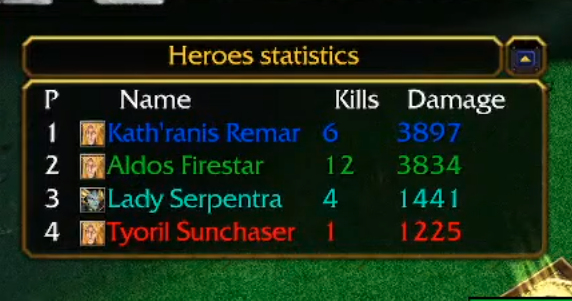 Heroes statistics
P Name Kills Damage
1 Kath'ranis Remar 6 3897
2 Aldos Firestar 12 3834
3 Lady Serpentra 4 1441
4 Tyoril Sunchaser 1 1225